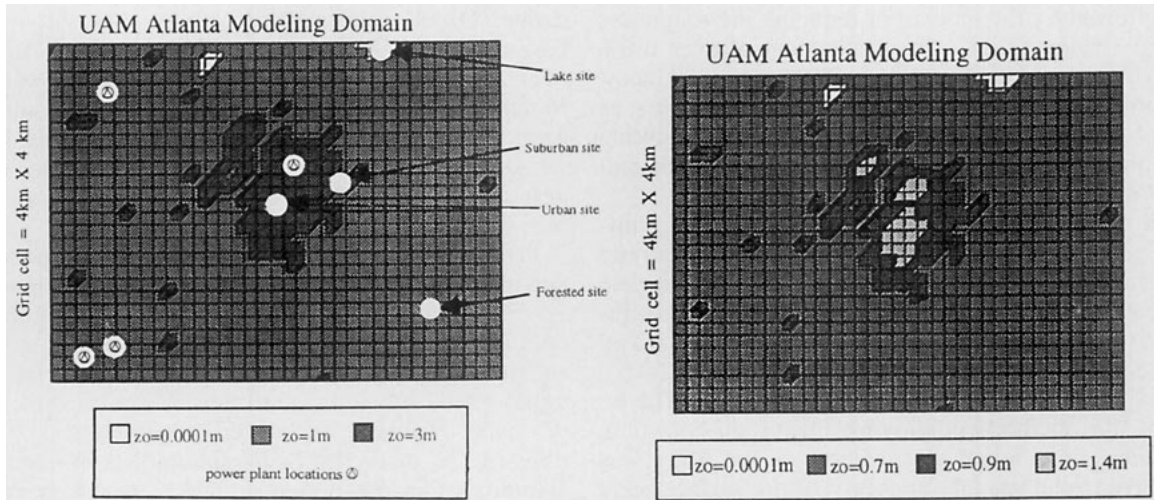 UAM Atlanta Modeling Domain
Grid cell = 4km X 4 km
Lake site
Suburban site
Urban site
Forested site
zo=0.0001m zo=1m zo=3m
power plant locations
UAM Atlanta Modeling Domain
Grid cell = 4km X 4km
zo=0.0001m zo=0.7m zo=0.9m zo=1.4m